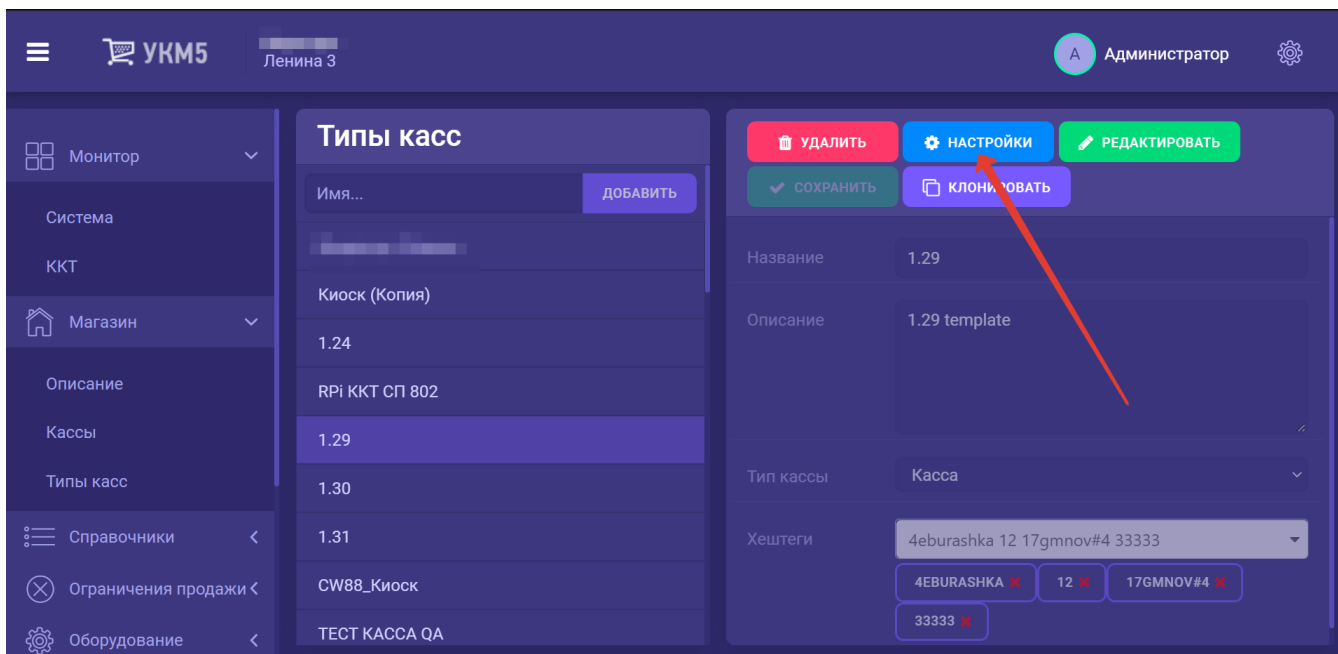 УКМ5
Ленина 3
А
Администратор
Монитор
Система
ККТ
Магазин
Описание
Кассы
Типы касс
Справочники
Ограничения продажи
Оборудование
Типы касс
Имя...
ДОБАВИТЬ
Киоск (Копия)
1.24
RPi ККТ СП 802
1.29
1.30
1.31
CW88_Киоск
ТЕСТ КАССА QA
УДАЛИТЬ
НАСТРОЙКИ
РЕДАКТИРОВАТЬ
СОХРАНИТЬ
КЛОНИРОВАТЬ
Название
1.29
Описание
1.29 template
Тип кассы
Касса
Хештеги
4eburashka 12 17gmnov#4 33333
4EBURASHKA
12
17GMNOV#4
33333